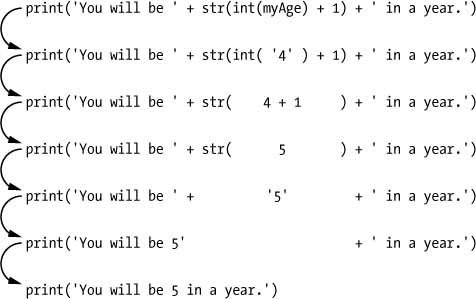 print('You will be ' + str(int(myAge) + 1) + ' in a year.')
print('You will be ' + str(int( '4' ) + 1) + ' in a year.')
print('You will be ' + str(    4 + 1     ) + ' in a year.')
print('You will be ' + str(      5       ) + ' in a year.')
print('You will be ' +         '5'         + ' in a year.')
print('You will be 5'                      + ' in a year.')
print('You will be 5 in a year.')